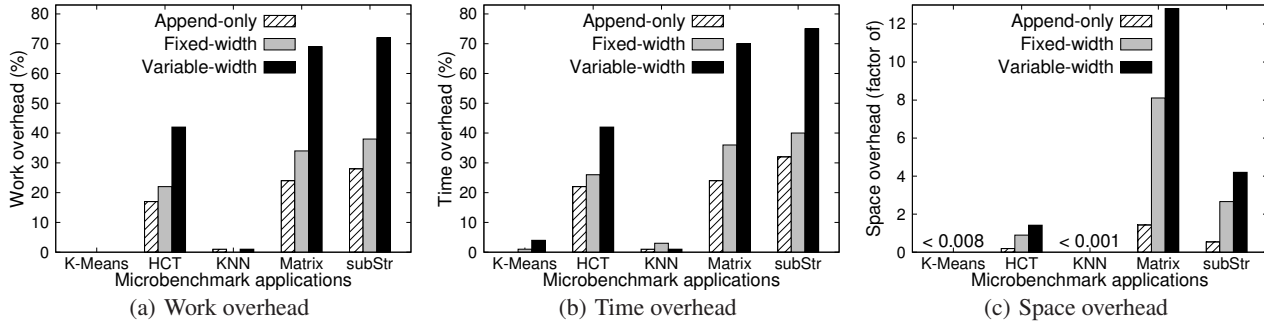 80
70
60
50
40
30
20
10
0
Work overhead (%)
Append-only
Fixed-width
Variable-width
K-Means HCT KNN Matrix subStr
Microbenchmark applications
(a) Work overhead
80
70
60
50
40
30
20
10
0
Time overhead (%)
Append-only
Fixed-width
Variable-width
K-Means HCT KNN Matrix subStr
Microbenchmark applications
(b) Time overhead
12
10
8
6
4
2
0
Space overhead (factor of)
Append-only
Fixed-width
Variable-width
< 0.008
< 0.001
K-Means HCT KNN Matrix subStr
Microbenchmark applications
(c) Space overhead